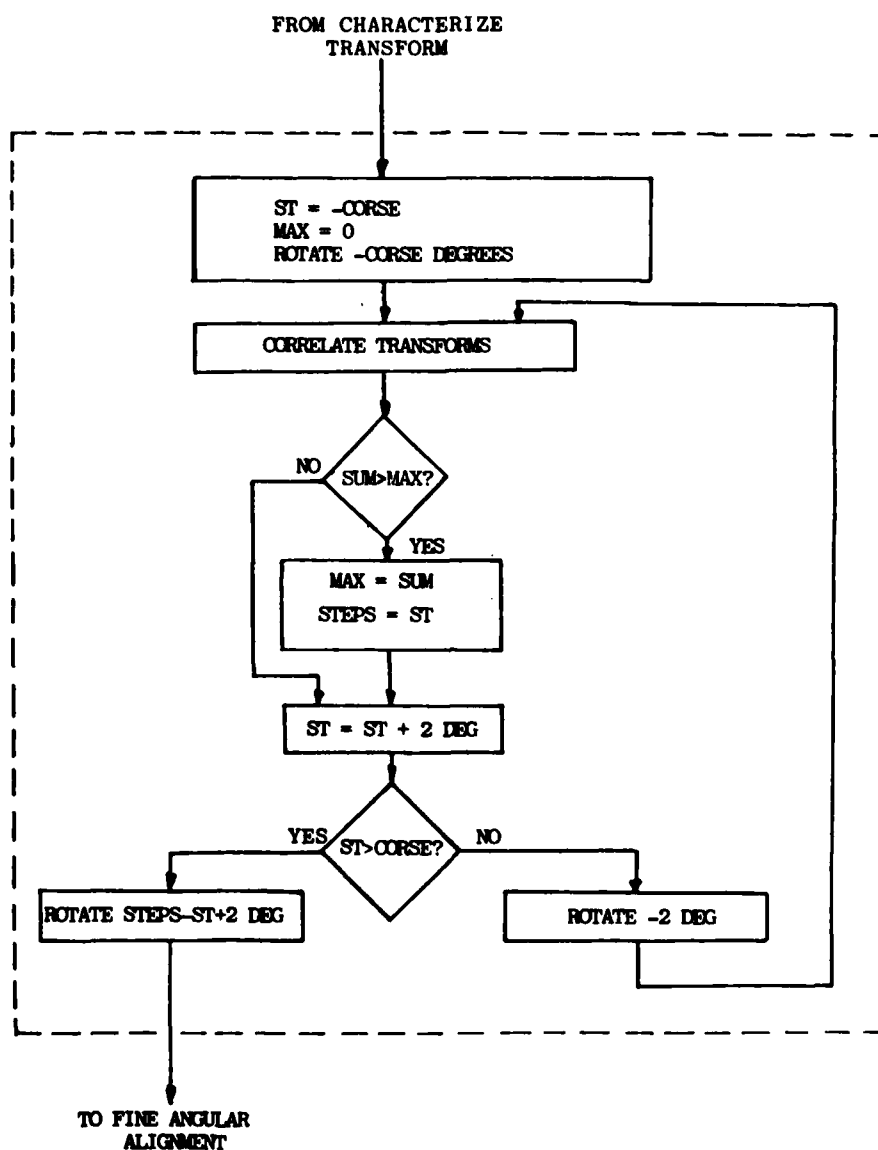 FROM CHARACTERIZE
TRANSFORM
ST = -CORSE
MAX = 0
ROTATE -CORSE DEGREES
CORRELATE TRANSFORMS
NO
SUM>MAX?
YES
MAX = SUM
STEPS = ST
ST = ST + 2 DEG
YES
ST>CORSE?
NO
ROTATE STEPS-ST+2 DEG
ROTATE -2 DEG
TO FINE ANGULAR
ALIGNMENT